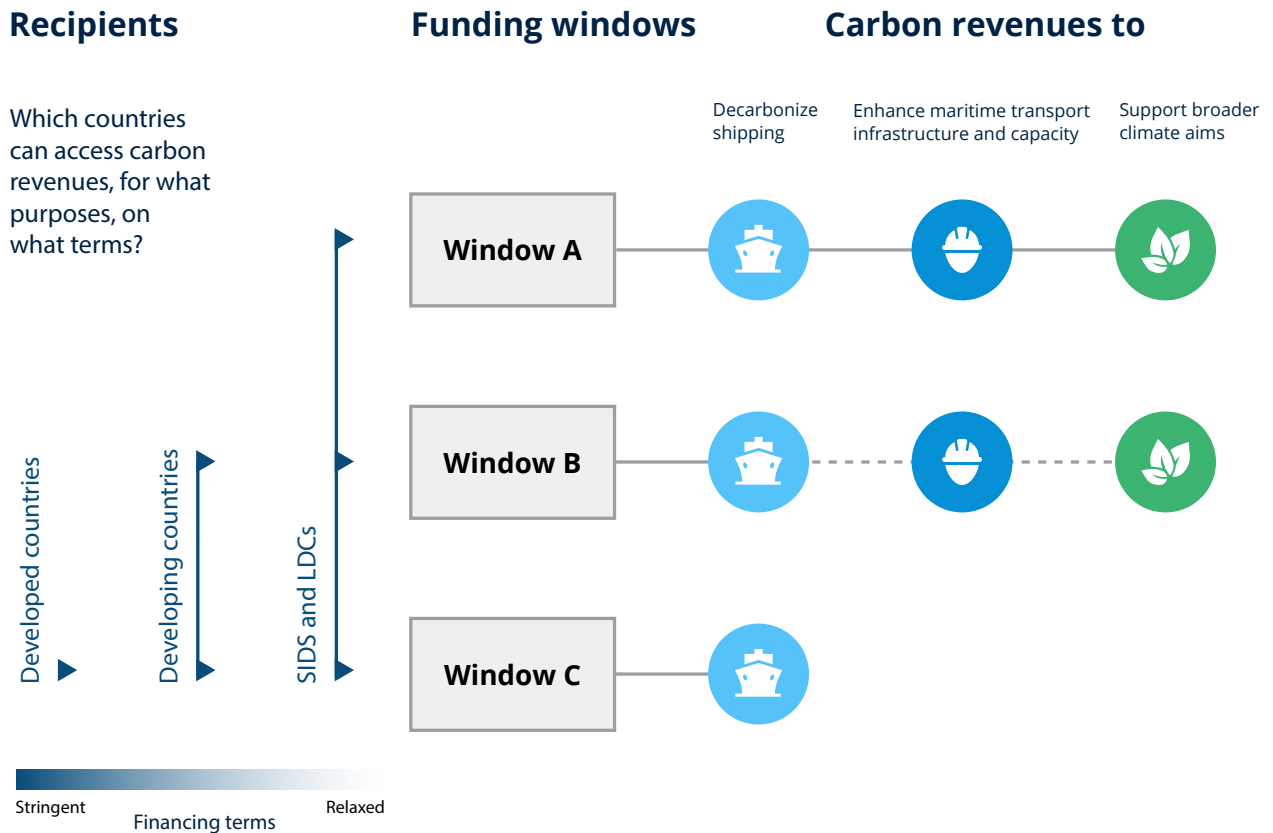 Recipients
Funding windows
Carbon revenues to
Which countries
can access carbon
revenues, for what
purposes, on
what terms?
Decarbonize
shipping
Enhance maritime transport
infrastructure and capacity
Support broader
climate aims
Window A
Window B
Window C
Developed countries
Developing countries
SIDS and LDCs
Stringent
Relaxed
Financing terms